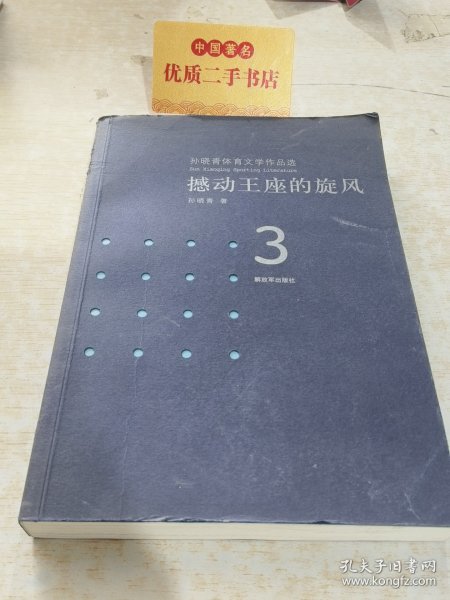 中国著名
优质二手书店
孙晓青体育文学作品选
Sun Xiaoqing Sporting Literature
撼动王座的旋风
孙晓青 著
3
解放军出版社
孔夫子旧书网
www.kongfz.com